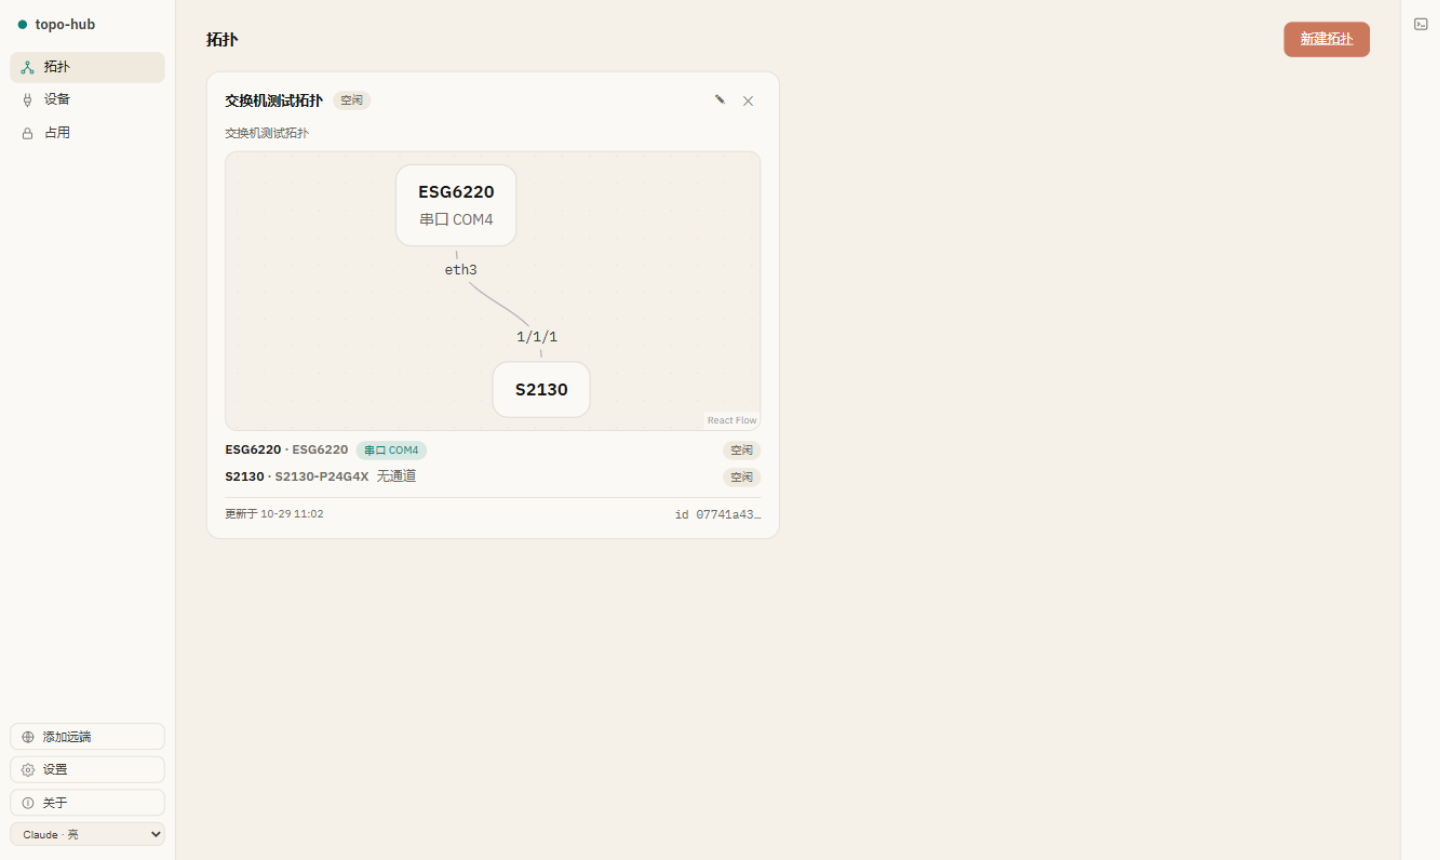 topo-hub
拓扑
设备
占用
添加远端
设置
关于
Claude · 亮
拓扑
新建拓扑
交换机测试拓扑 空闲
交换机测试拓扑
ESG6220
串口 COM4
eth3
1/1/1
S2130
React Flow
ESG6220 · ESG6220 串口 COM4 空闲
S2130 · S2130-P24G4X 无通道 空闲
更新于 10-29 11:02 id 07741a43…